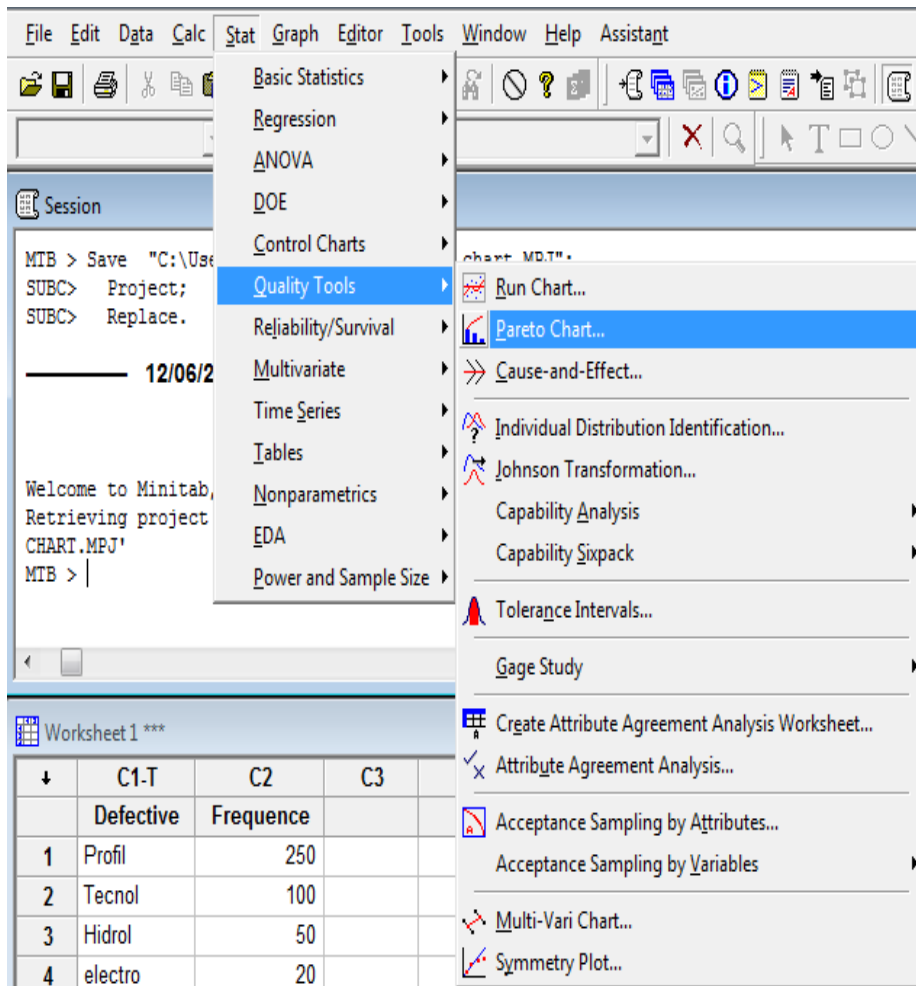 File Edit Data Calc Stat Graph Editor Tools Window Help Assistant
Basic Statistics
Regression
ANOVA
DOE
Control Charts
Quality Tools
Reliability/Survival
Multivariate
Time Series
Tables
Nonparametrics
EDA
Power and Sample Size
Run Chart...
Pareto Chart...
Cause-and-Effect...
Individual Distribution Identification...
Johnson Transformation...
Capability Analysis
Capability Sixpack
Tolerance Intervals...
Gage Study
Create Attribute Agreement Analysis Worksheet...
Attribute Agreement Analysis...
Acceptance Sampling by Attributes...
Acceptance Sampling by Variables
Multi-Vari Chart...
Symmetry Plot...
Session
MTB > Save "C:\Use chart MPJ";
SUBC> Project;
SUBC> Replace.
12/06/2
Welcome to Minitab,
Retrieving project
CHART.MPJ'
MTB >
Worksheet 1 ***
C1-T C2 C3
Defective Frequence
1 Profil 250
2 Tecnol 100
3 Hidrol 50
4 electro 20